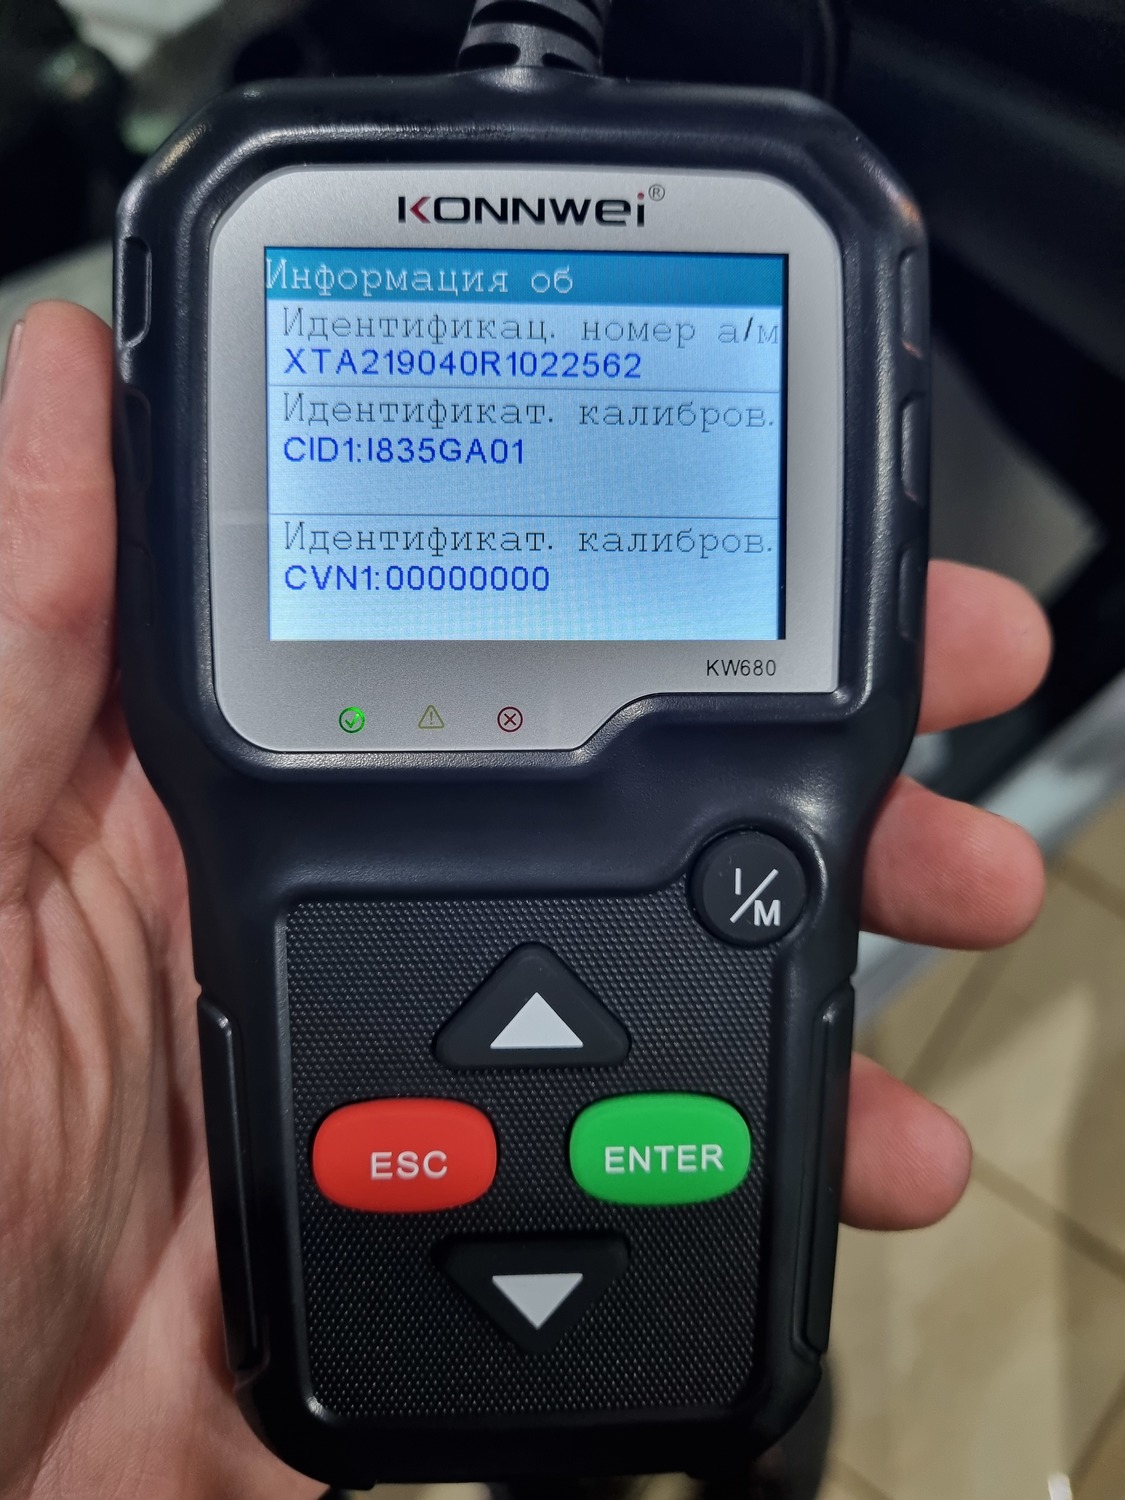 KONNWEI®
Информация об
Идентификац. номер а/м
XTA219040R1022562
Идентификат. калибров.
CID1:I835GA01
Идентификат. калибров.
CVN1:00000000
KW680
I/M
ESC
ENTER